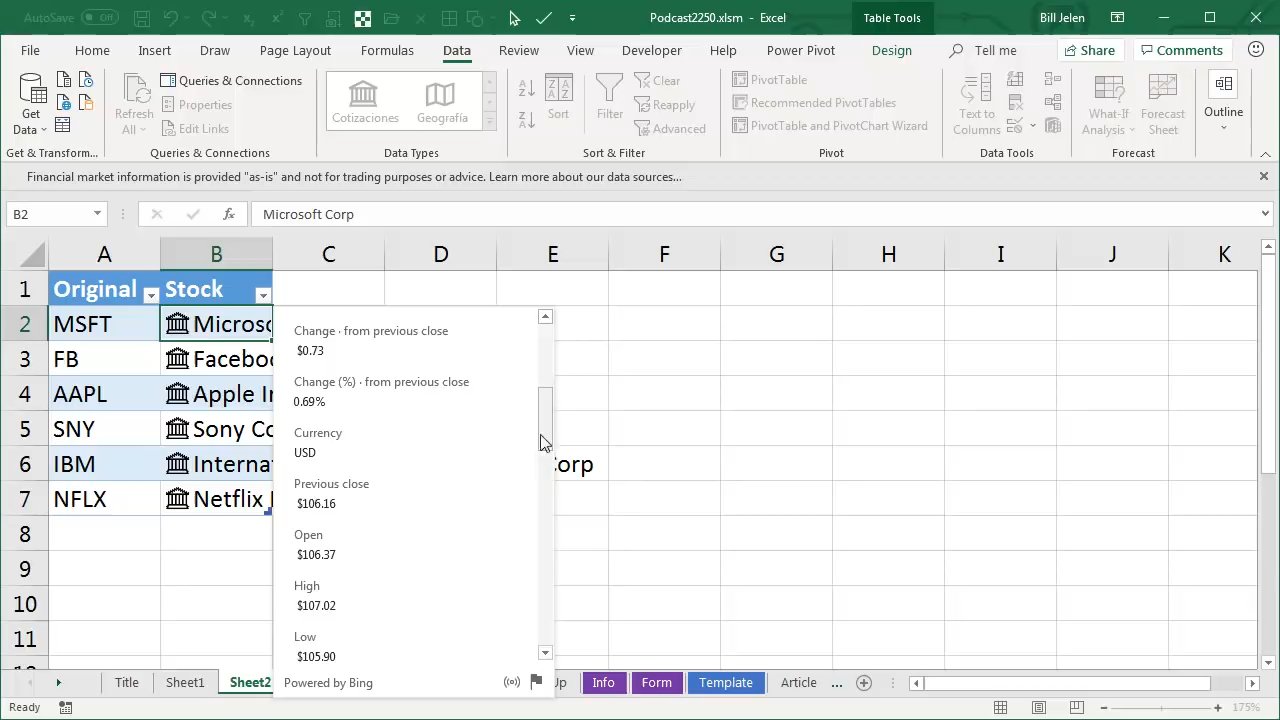 AutoSave Off Podcast2250.xlsm - Excel Table Tools Bill Jelen
File Home Insert Draw Page Layout Formulas Data Review View Developer Help Power Pivot Design Tell me Share Comments
Get Data
Get & Transform...
Refresh All
Queries & Connections
Properties
Edit Links
Queries & Connections
Cotizaciones Geografía
Data Types
Sort
Filter
Clear
Reapply
Advanced
Sort & Filter
PivotTable
Recommended PivotTables
PivotTable and PivotChart Wizard
Pivot
Text to Columns
Data Tools
What-If Analysis
Forecast Sheet
Forecast
Outline
Financial market information is provided "as-is" and not for trading purposes or advice. Learn more about our data sources...
B2 fx Microsoft Corp
A B C D E F G H I J K
1 Original Stock
2 MSFT Microso
3 FB Facebo
4 AAPL Apple In
5 SNY Sony Co
6 IBM Interna Corp
7 NFLX Netflix I
8
9
10
11
Change · from previous close
$0.73
Change (%) · from previous close
0.69%
Currency
USD
Previous close
$106.16
Open
$106.37
High
$107.02
Low
$105.90
Powered by Bing
Title Sheet1 Sheet2 Up Info Form Template Article ...
Ready 175%